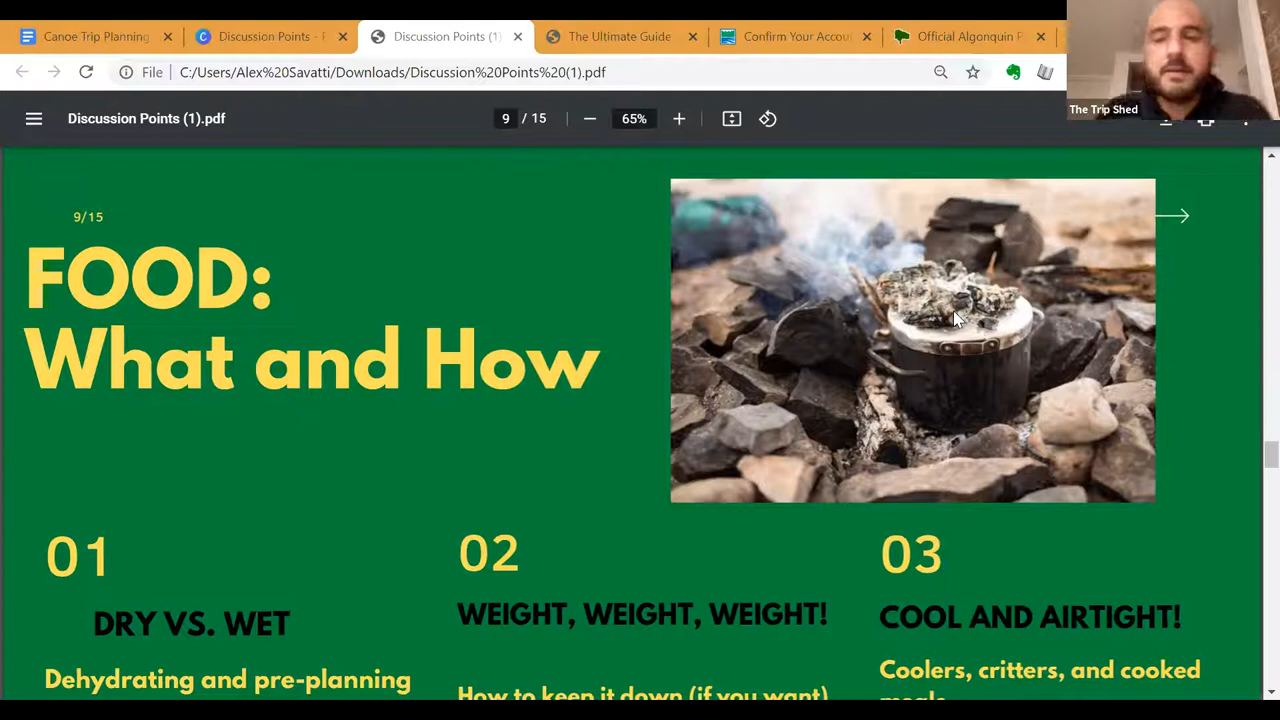 Canoe Trip Planning
Discussion Points - F
Discussion Points (1)
The Ultimate Guide
Confirm Your Accou
Official Algonquin P
File
C:/Users/Alex%20Savatti/Downloads/Discussion%20Points%20(1).pdf
The Trip Shed
Discussion Points (1).pdf
9 / 15
65%
9/15
FOOD:
What and How
01
DRY VS. WET
Dehydrating and pre-planning
02
WEIGHT, WEIGHT, WEIGHT!
How to keep it down (if you want)
03
COOL AND AIRTIGHT!
Coolers, critters, and cooked
meals